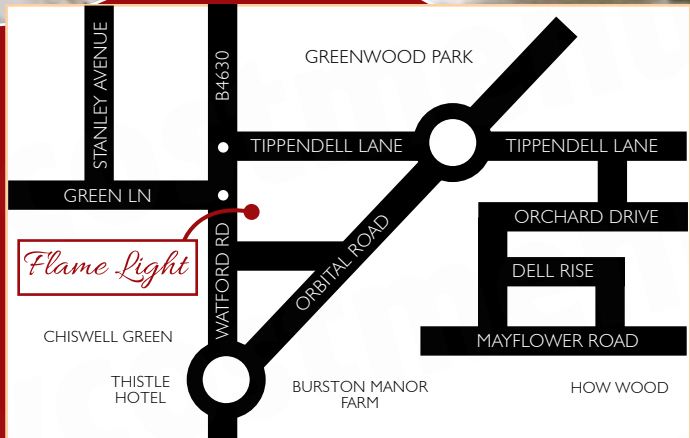 STANLEY AVENUE
B4630
GREENWOOD PARK
TIPPENDELL LANE
TIPPENDELL LANE
GREEN LN
ORCHARD DRIVE
Flame Light
WATFORD RD
ORBITAL ROAD
DELL RISE
CHISWELL GREEN
MAYFLOWER ROAD
THISTLE
HOTEL
BURSTON MANOR
FARM
HOW WOOD